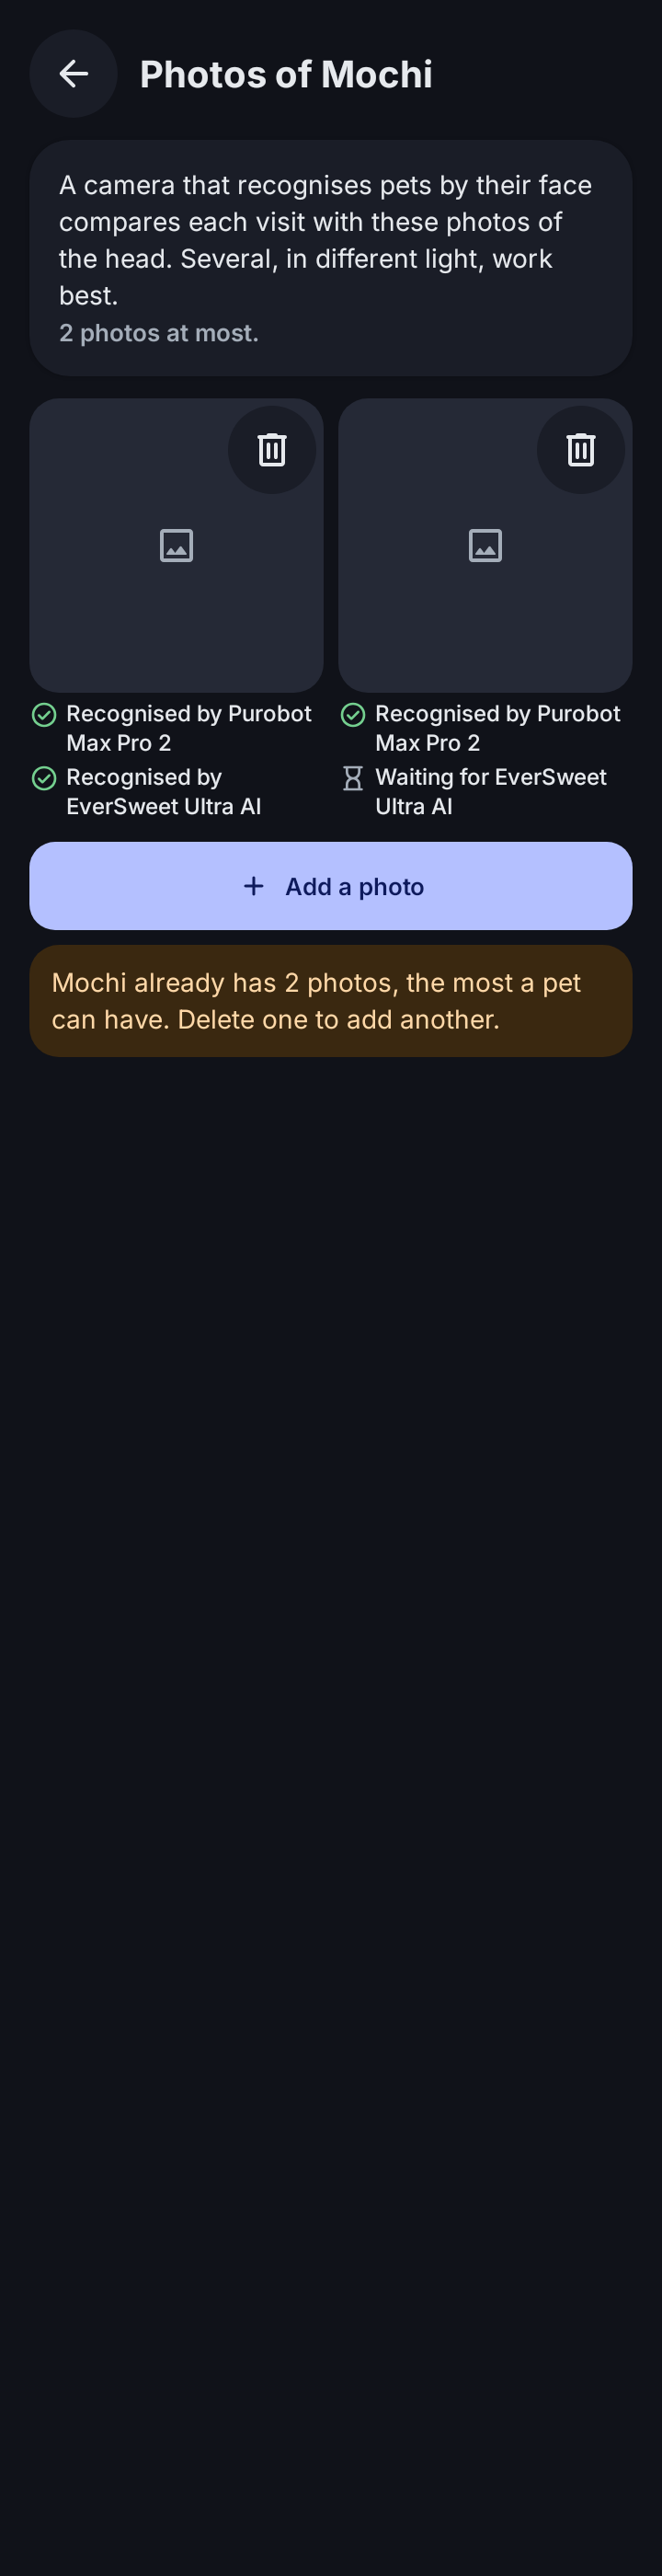 Photos of Mochi
A camera that recognises pets by their face
compares each visit with these photos of
the head. Several, in different light, work
best.
2 photos at most.
Recognised by Purobot
Max Pro 2
Recognised by
EverSweet Ultra AI
Recognised by Purobot
Max Pro 2
Waiting for EverSweet
Ultra AI
Add a photo
Mochi already has 2 photos, the most a pet
can have. Delete one to add another.